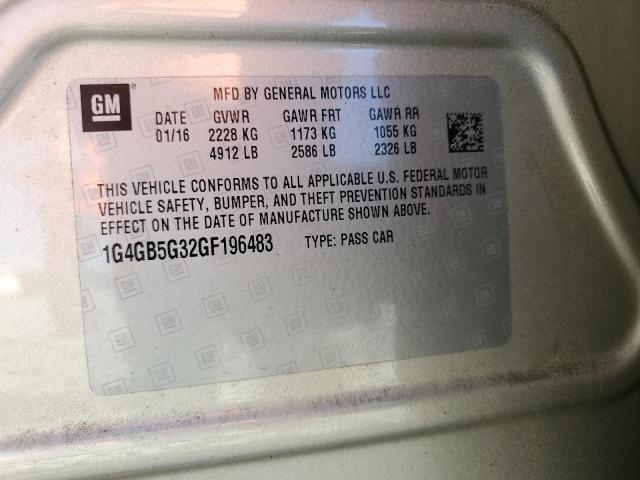 GM
MFD BY GENERAL MOTORS LLC
DATE GVWR GAWR FRT GAWR RR
01/16 2228 KG 1173 KG 1055 KG
4912 LB 2586 LB 2326 LB
THIS VEHICLE CONFORMS TO ALL APPLICABLE U.S. FEDERAL MOTOR
VEHICLE SAFETY, BUMPER, AND THEFT PREVENTION STANDARDS IN
EFFECT ON THE DATE OF MANUFACTURE SHOWN ABOVE.
1G4GB5G32GF196483 TYPE: PASS CAR